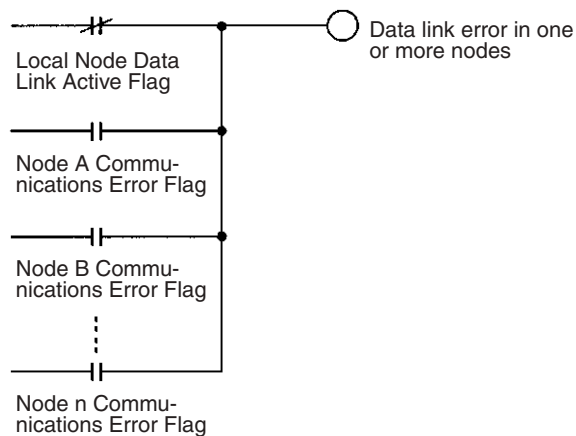 Data link error in one
or more nodes
Local Node Data
Link Active Flag
Node A Commu-
nications Error Flag
Node B Commu-
nications Error Flag
Node n Commu-
nications Error Flag